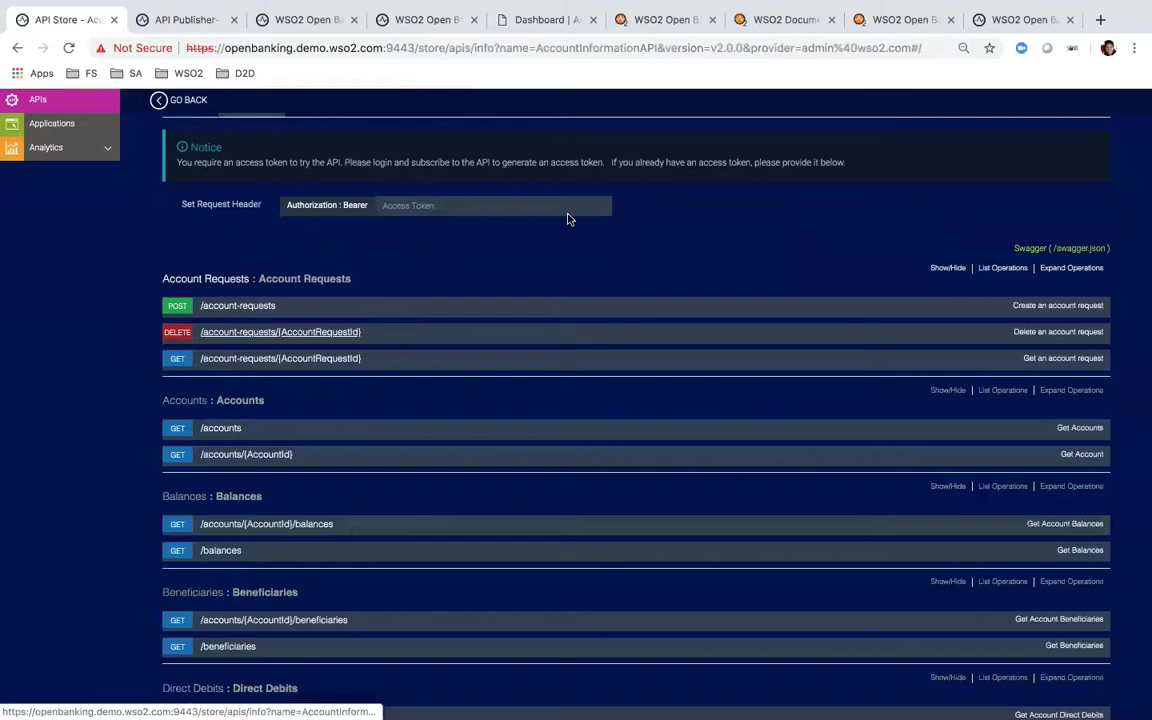 API Store - Ac
API Publisher-
WSO2 Open Ba
WSO2 Open B
Dashboard | A
WSO2 Open B
WSO2 Docume
WSO2 Open B
WSO2 Open Ba
Not Secure https://openbanking.demo.wso2.com:9443/store/apis/info?name=AccountInformationAPI&version=v2.0.0&provider=admin%40wso2.com#/
Apps FS SA WSO2 D2D
APIs
Applications
Analytics
GO BACK
Notice
You require an access token to try the API. Please login and subscribe to the API to generate an access token. If you already have an access token, please provide it below.
Set Request Header Authorization : Bearer Access Token
Swagger ( /swagger.json )
Account Requests : Account Requests Show/Hide List Operations Expand Operations
POST /account-requests Create an account request
DELETE /account-requests/{AccountRequestId} Delete an account request
GET /account-requests/{AccountRequestId} Get an account request
Accounts : Accounts Show/Hide List Operations Expand Operations
GET /accounts Get Accounts
GET /accounts/{AccountId} Get Account
Balances : Balances Show/Hide List Operations Expand Operations
GET /accounts/{AccountId}/balances Get Account Balances
GET /balances Get Balances
Beneficiaries : Beneficiaries Show/Hide List Operations Expand Operations
GET /accounts/{AccountId}/beneficiaries Get Account Beneficiaries
GET /beneficiaries Get Beneficiaries
Direct Debits : Direct Debits Show/Hide List Operations Expand Operations
Get Account Direct Debits
https://openbanking.demo.wso2.com:9443/store/apis/info?name=AccountInform...